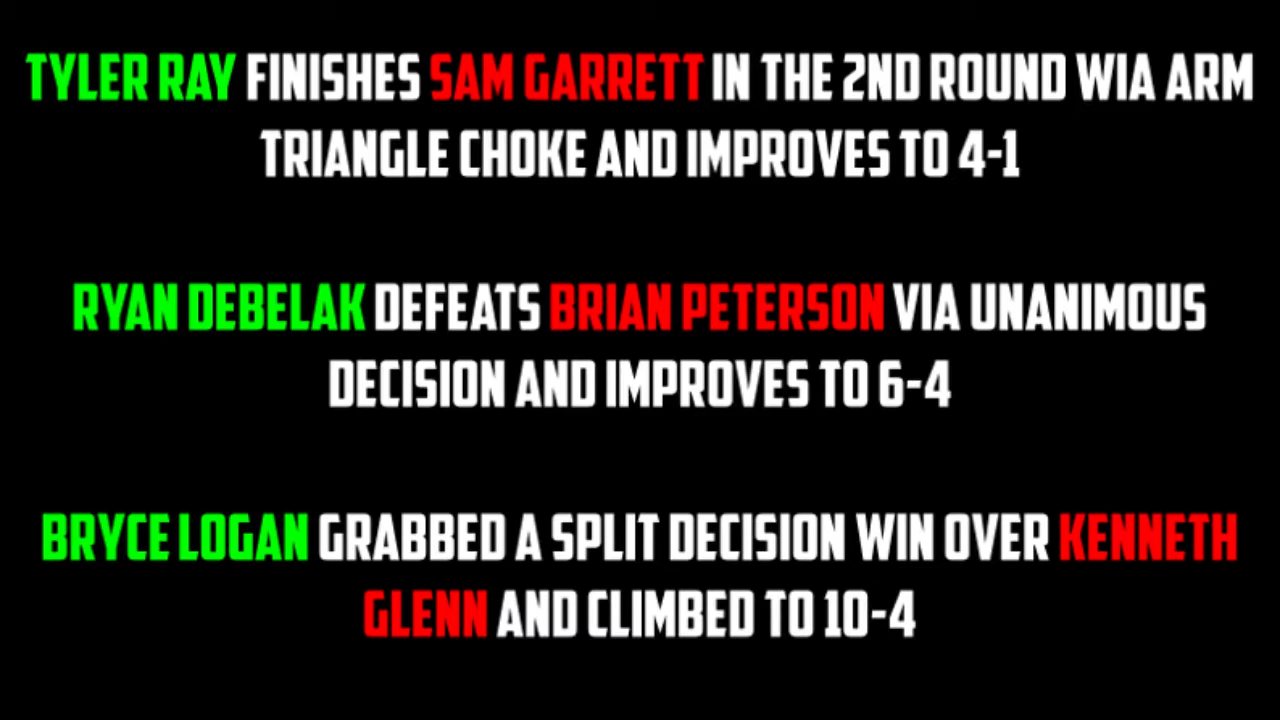 TYLER RAY FINISHES SAM GARRETT IN THE 2ND ROUND WIA ARM
TRIANGLE CHOKE AND IMPROVES TO 4-1
RYAN DEBELAK DEFEATS BRIAN PETERSON VIA UNANIMOUS
DECISION AND IMPROVES TO 6-4
BRYCE LOGAN GRABBED A SPLIT DECISION WIN OVER KENNETH
GLENN AND CLIMBED TO 10-4